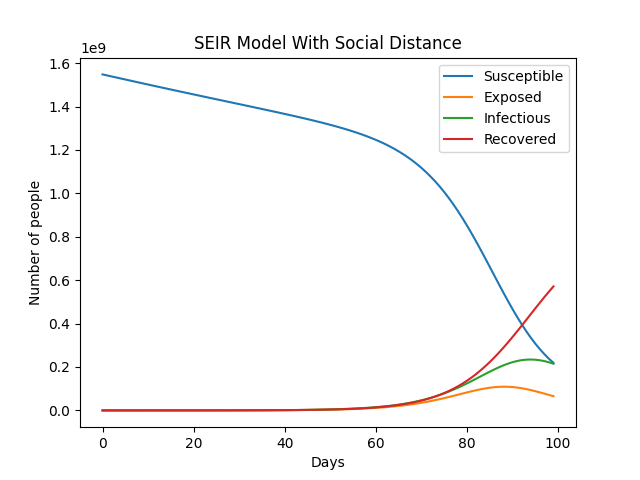 SEIR Model With Social Distance
1e9
1.6
1.4
1.2
1.0
0.8
0.6
0.4
0.2
0.0
Number of people
Susceptible
Exposed
Infectious
Recovered
0 20 40 60 80 100
Days